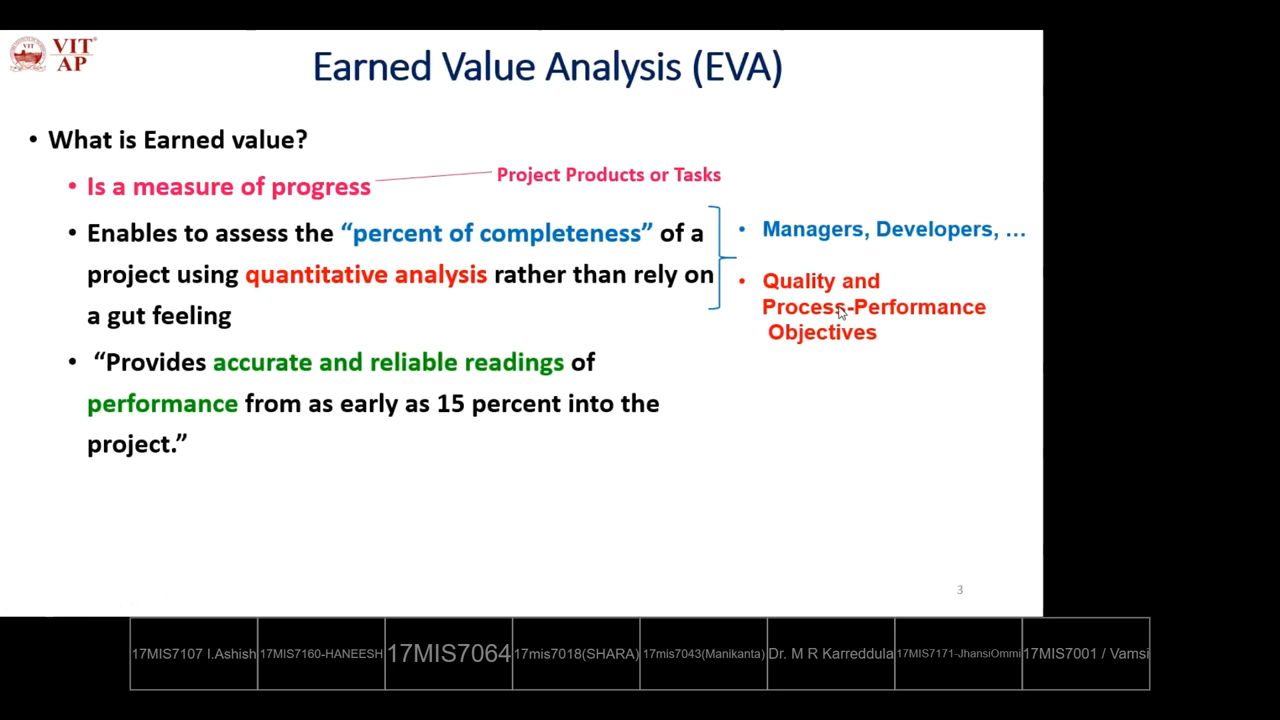 VIT
AP
Earned Value Analysis (EVA)
• What is Earned value?
• Is a measure of progress
Project Products or Tasks
• Enables to assess the “percent of completeness” of a
project using quantitative analysis rather than rely on
a gut feeling
• Managers, Developers, ...
• Quality and
Process-Performance
Objectives
• “Provides accurate and reliable readings of
performance from as early as 15 percent into the
project.”
3
17MIS7107 I.Ashish
17MIS7160-HANEESH
17MIS7064
17mis7018(SHARA)
17mis7043(Manikanta)
Dr. M R Karreddula
17MIS7171-JhansiOmmi
17MIS7001 / Vamsi